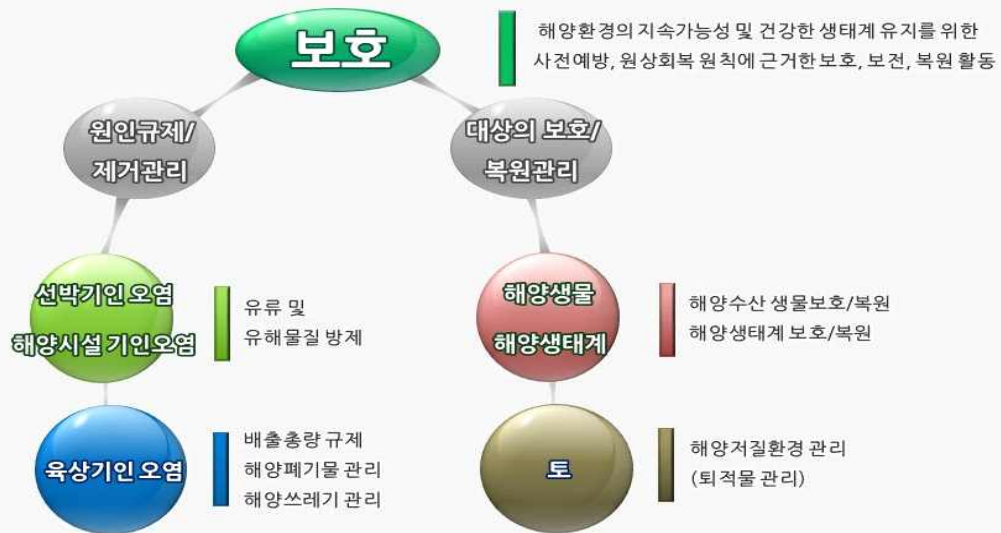 보호
해양환경의 지속가능성 및 건강한 생태계 유지를 위한
사전예방, 원상회복 원칙에 근거한 보호, 보전, 복원 활동
원인규제/
제거관리
대상의 보호/
복원관리
선박기인 오염
해양시설 기인오염
유류 및
유해물질 방제
해양생물
해양생태계
해양수산 생물보호/복원
해양생태계 보호/복원
육상기인 오염
배출총량 규제
해양폐기물 관리
해양쓰레기 관리
토
해양저질환경 관리
(퇴적물 관리)